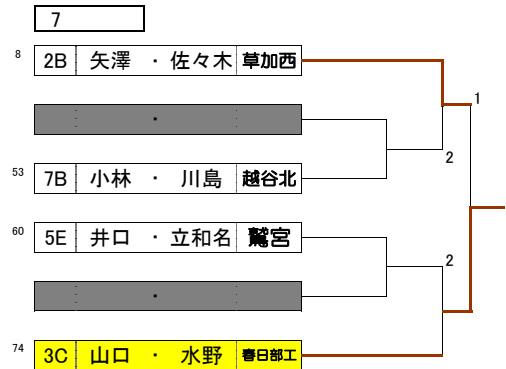 7
8 2B 矢澤 ・ 佐々木 草加西
1
・
2
53 7B 小林 ・ 川島 越谷北
60 5E 井口 ・ 立和名 鷲宮
2
・
74 3C 山口 ・ 水野 春日部工